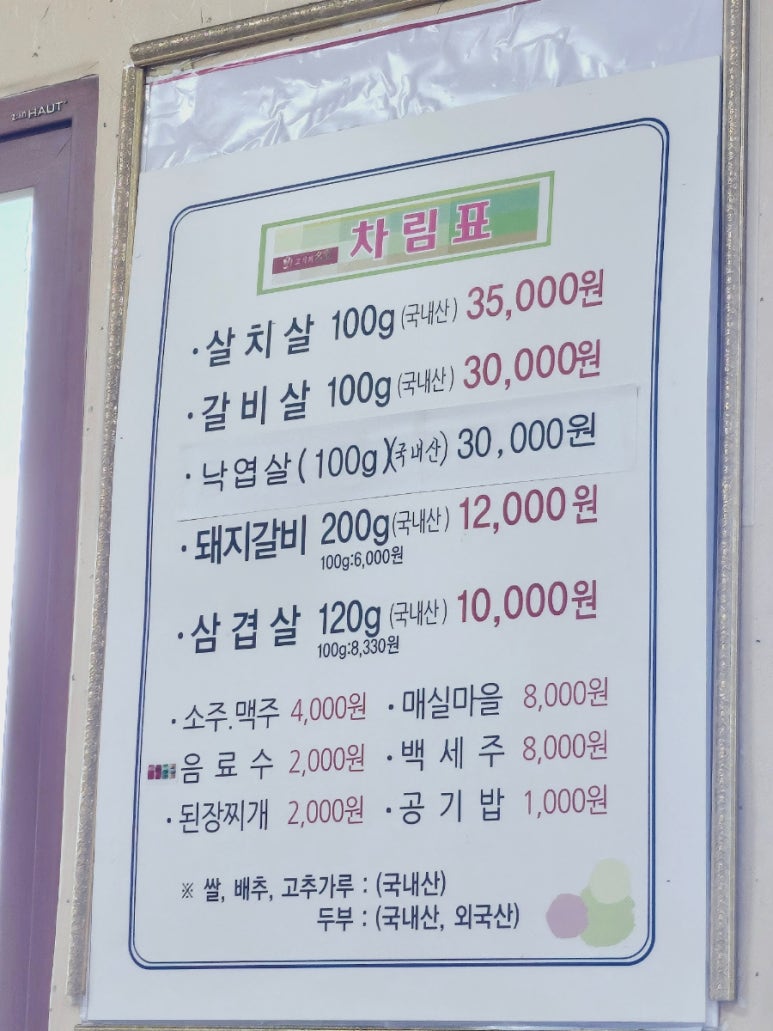 HAUT
차림표
·살치살 100g(국내산) 35,000원
·갈비살 100g(국내산) 30,000원
·낙엽살(100g)(국내산) 30,000원
·돼지갈비 200g(국내산) 12,000원
100g:6,000원
·삼겹살 120g(국내산) 10,000원
100g:8,330원
·소주.맥주 4,000원 ·매실마을 8,000원
음료수 2,000원 ·백세주 8,000원
·된장찌개 2,000원 ·공기밥 1,000원
※ 쌀, 배추, 고추가루 : (국내산)
두부 : (국내산, 외국산)